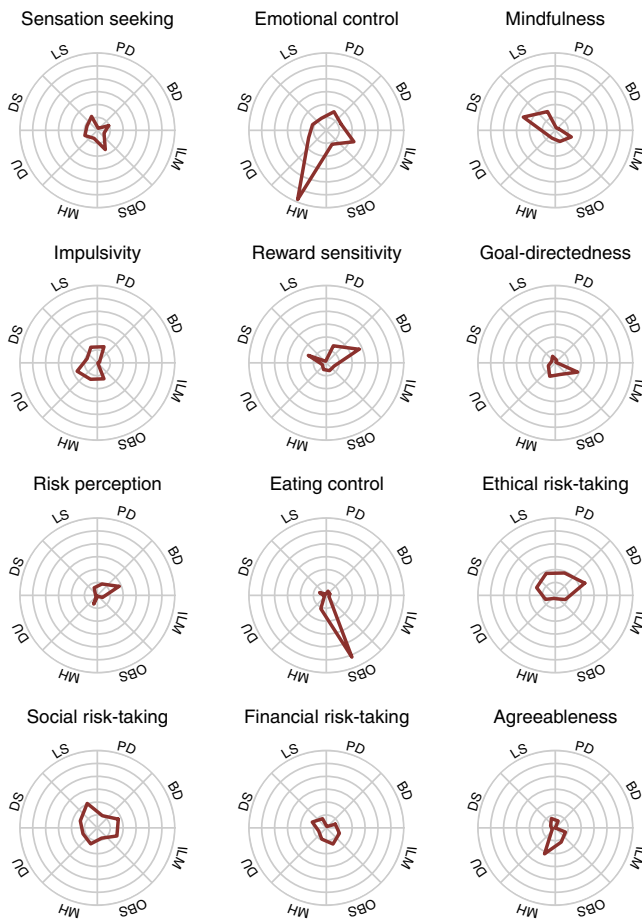 Sensation seeking
LS PD BD ILM OBS MH DU DS
Emotional control
LS PD BD ILM OBS MH DU DS
Mindfulness
LS PD BD ILM OBS MH DU DS
Impulsivity
LS PD BD ILM OBS MH DU DS
Reward sensitivity
LS PD BD ILM OBS MH DU DS
Goal-directedness
LS PD BD ILM OBS MH DU DS
Risk perception
LS PD BD ILM OBS MH DU DS
Eating control
LS PD BD ILM OBS MH DU DS
Ethical risk-taking
LS PD BD ILM OBS MH DU DS
Social risk-taking
LS PD BD ILM OBS MH DU DS
Financial risk-taking
LS PD BD ILM OBS MH DU DS
Agreeableness
LS PD BD ILM OBS MH DU DS